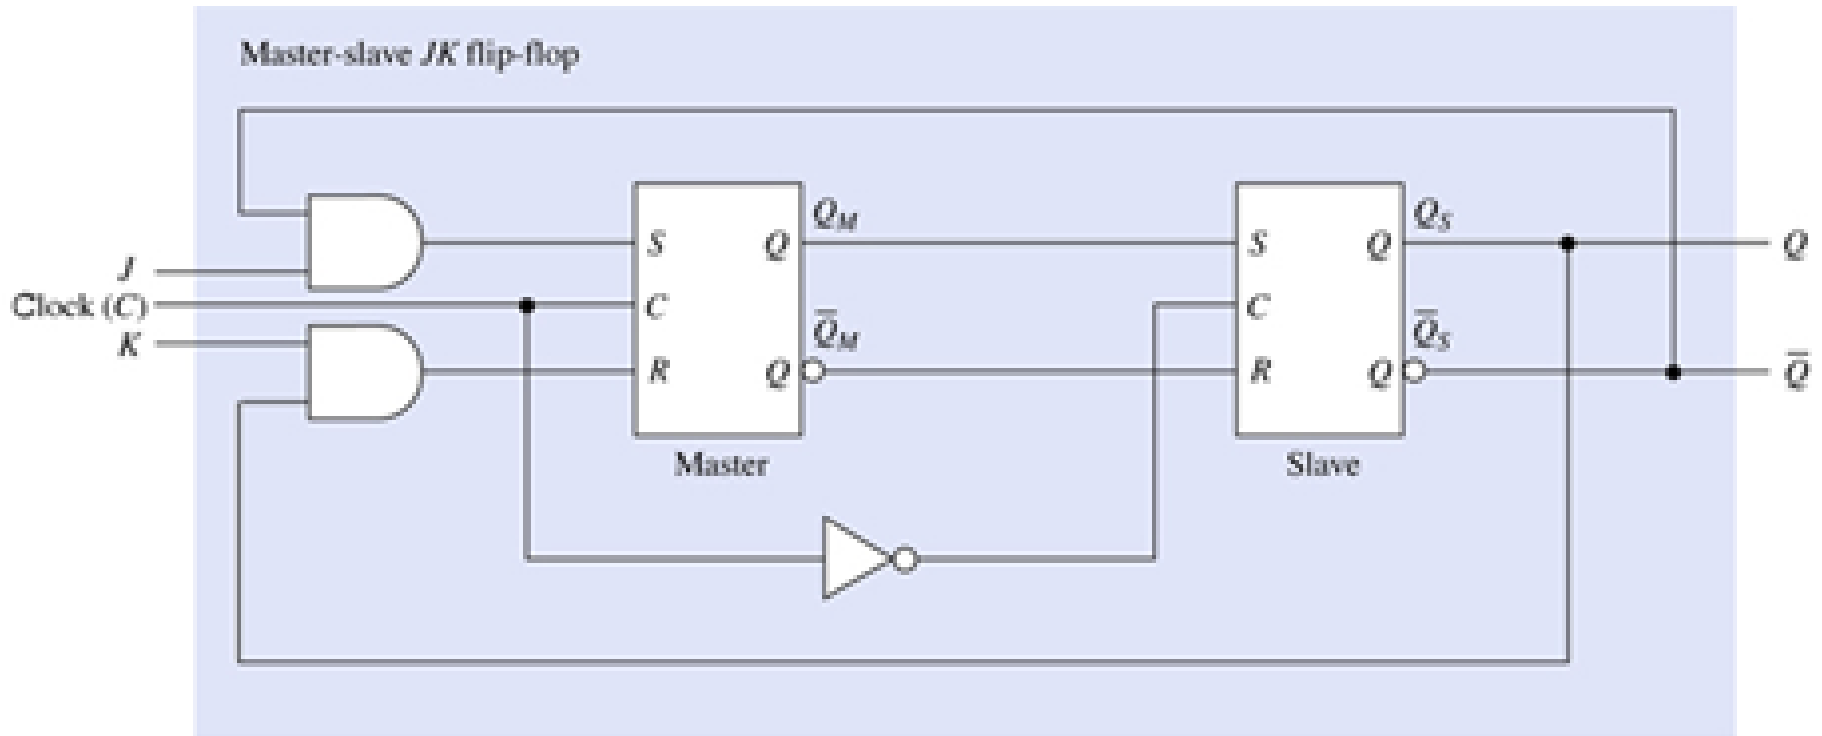 Master-slave JK flip-flop
Q_M Q_S
S Q S Q Q
J
Clock (C) C C
K
Q̅_M Q̅_S
R Q R Q Q̅
Master Slave